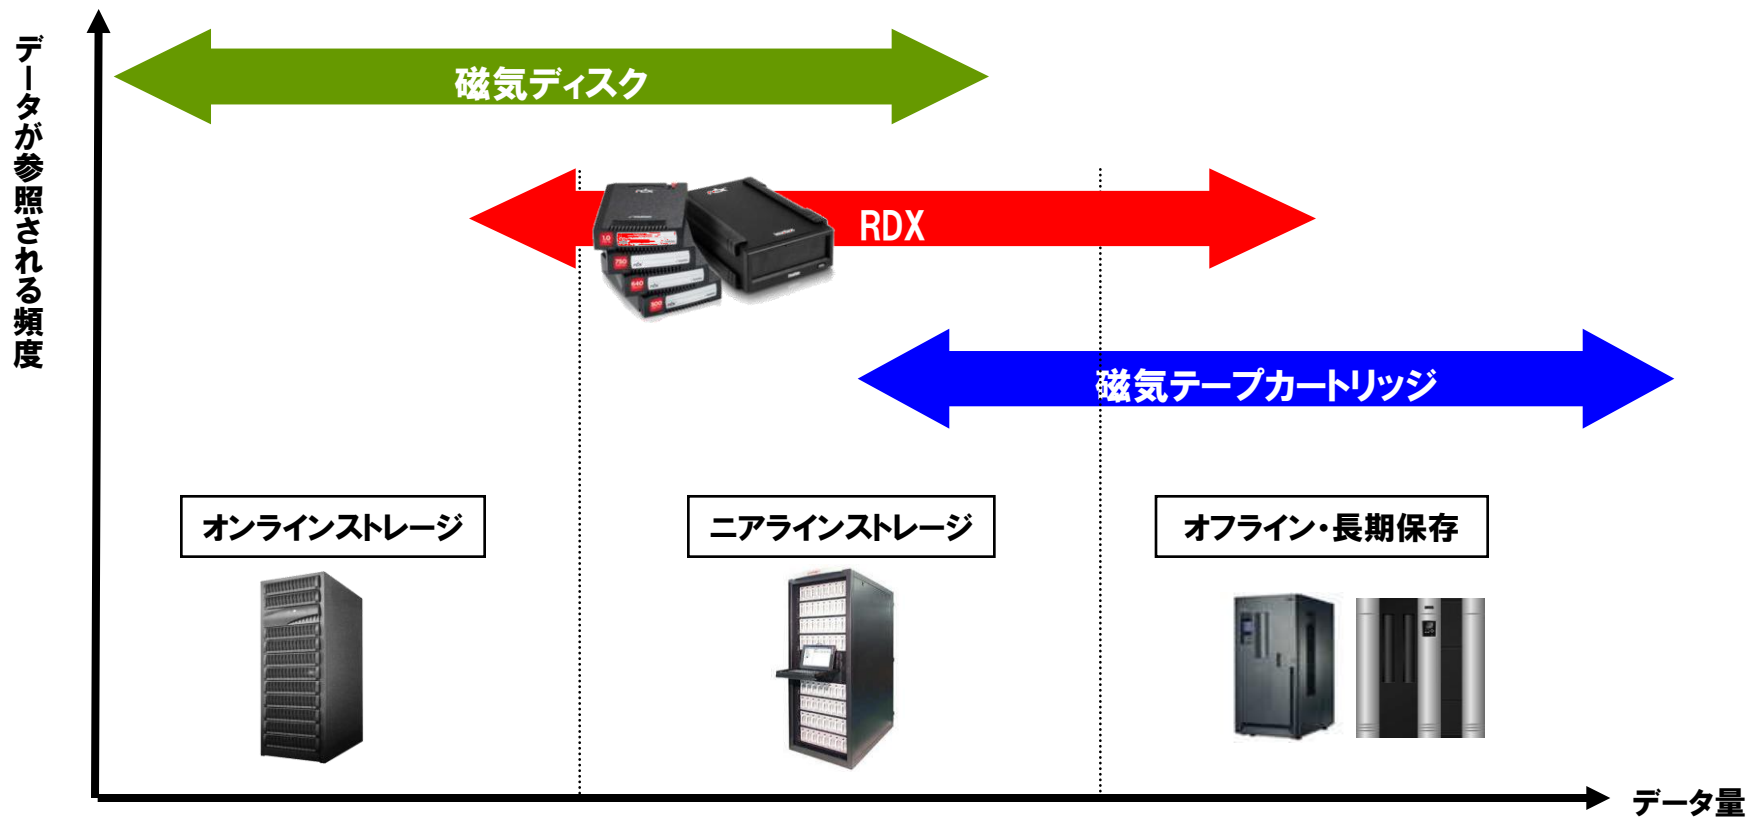 データが参照される頻度
磁気ディスク
RDX
磁気テープカートリッジ
オンラインストレージ
ニアラインストレージ
オフライン・長期保存
データ量